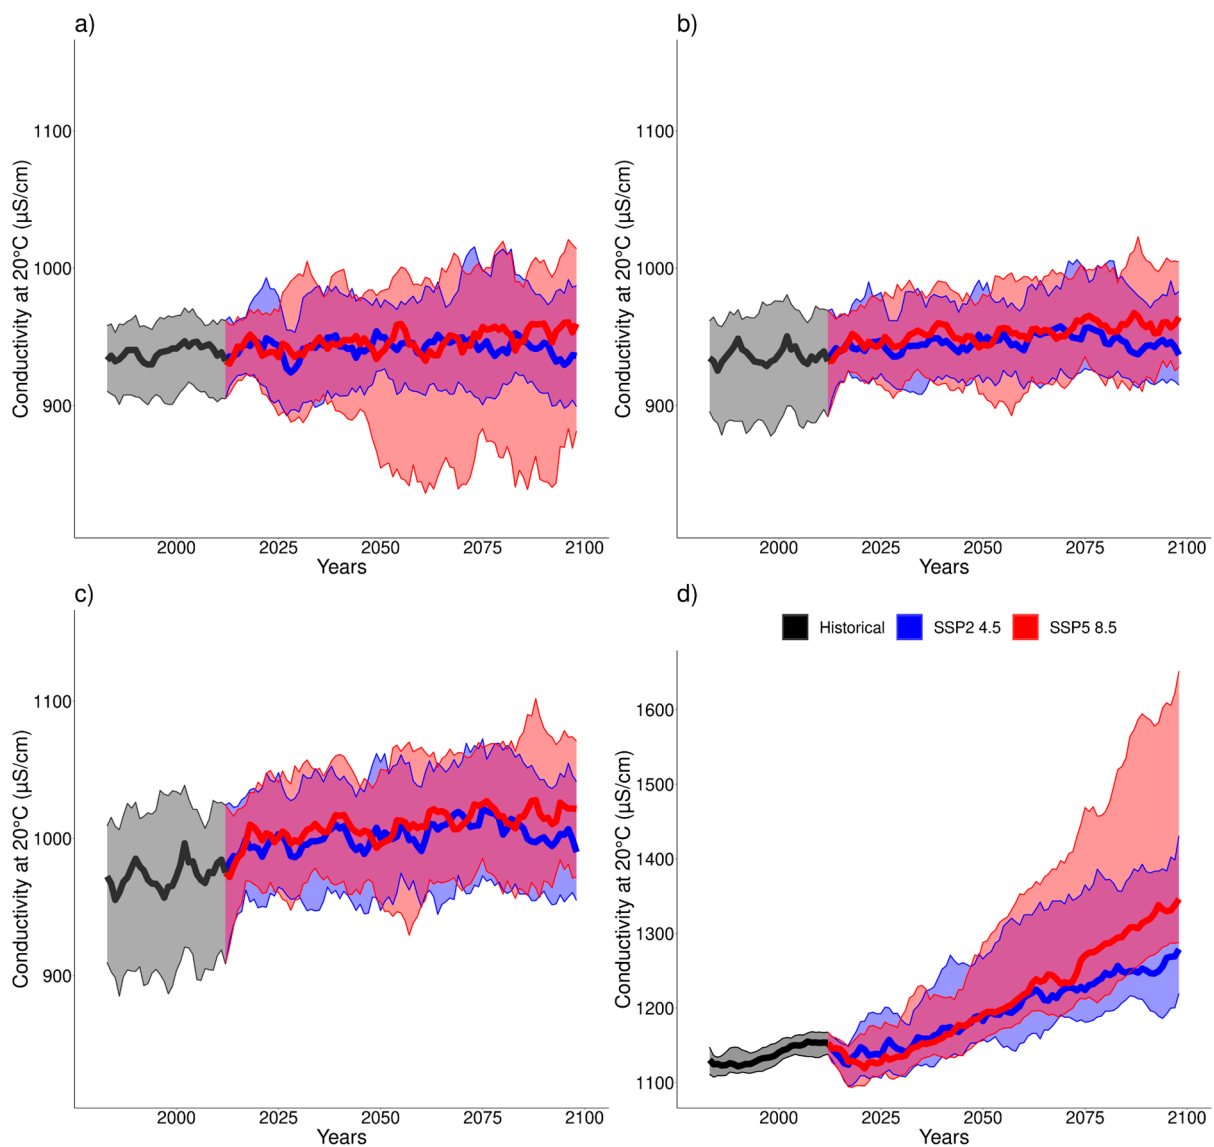 a)
Conductivity at 20°C (µS/cm)
1100
1000
900
2000 2025 2050 2075 2100
Years
b)
Conductivity at 20°C (µS/cm)
1100
1000
900
2000 2025 2050 2075 2100
Years
c)
Conductivity at 20°C (µS/cm)
1100
1000
900
2000 2025 2050 2075 2100
Years
d)
Historical SSP2 4.5 SSP5 8.5
Conductivity at 20°C (µS/cm)
1600
1500
1400
1300
1200
1100
2000 2025 2050 2075 2100
Years